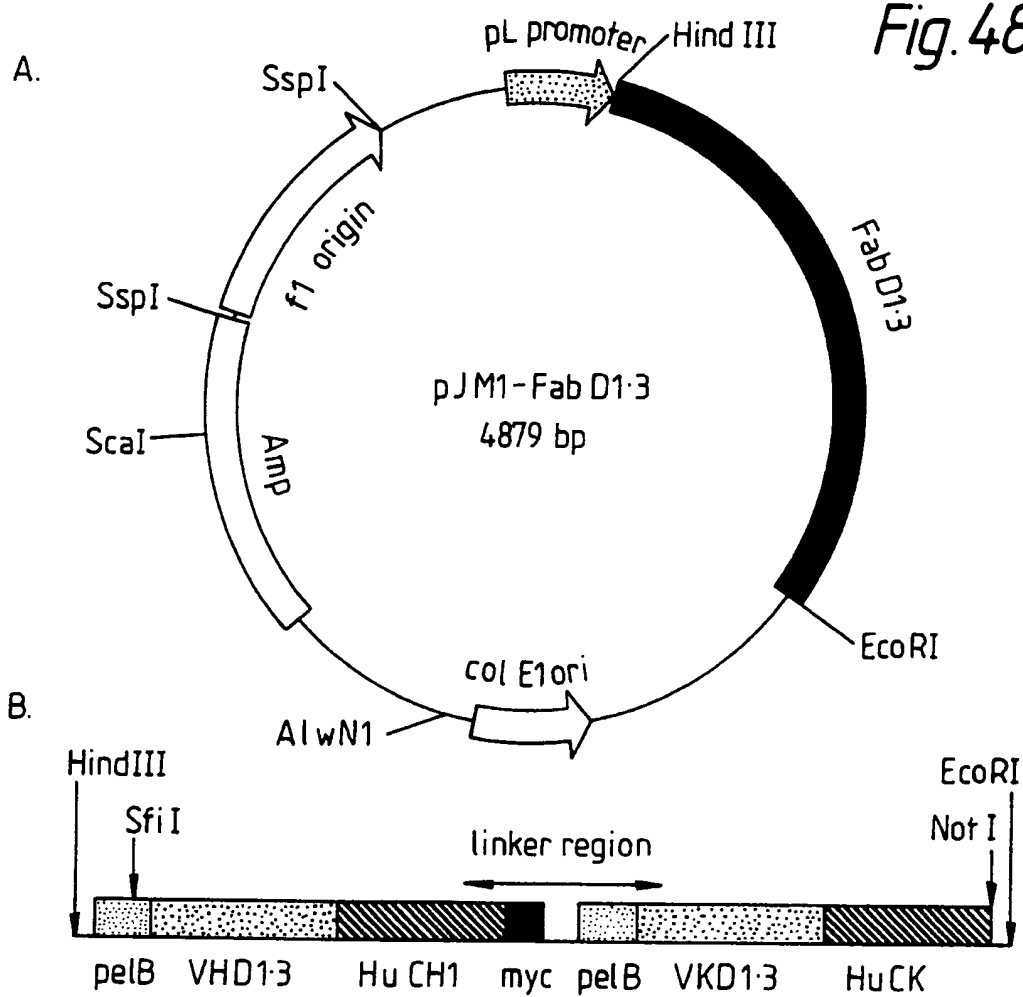 Fig. 48
A.
pL promoter
Hind III
SspI
f1 origin
SspI
Fab D1·3
pJM1-Fab D1·3
4879 bp
ScaI
Amp
EcoRI
col E1 ori
AlwN1
B.
HindIII
EcoRI
SfiI
Not I
linker region
pelB VHD1·3 Hu CH1 myc pelB VKD1·3 HuCK